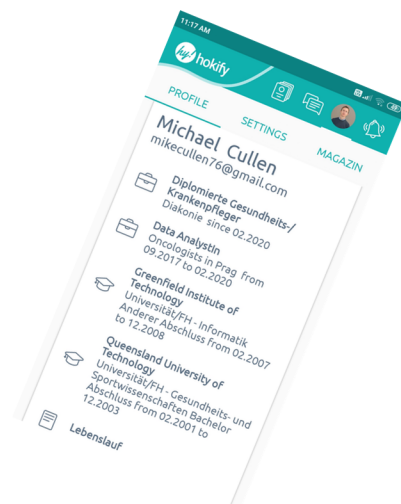 11:17 AM
hy! hokify
PROFILE
SETTINGS
MAGAZIN
Michael Cullen
mikecullen76@gmail.com
Diplomierte Gesundheits-/
Krankenpfleger
Diakonie since 02.2020
Data AnalystIn
Oncologists in Prag from
09.2017 to 02.2020
Greenfield Institute of
Technology
Universität/FH - Informatik
Anderer Abschluss from 02.2007
to 12.2008
Queensland University of
Technology
Universität/FH - Gesundheits- und
Sportwissenschaften Bachelor
Abschluss from 02.2001 to
12.2003
Lebenslauf